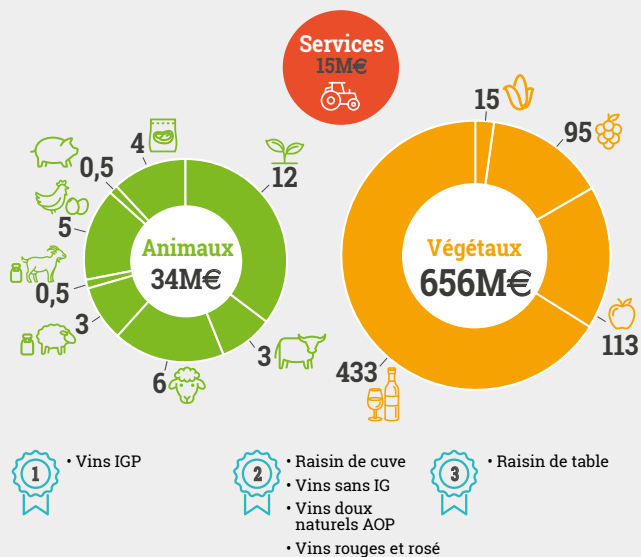 Services
15M€
15
95
4
0,5
12
5
Animaux
34M€
Végétaux
656M€
0,5
3
3
6
113
433
1
• Vins IGP
2
• Raisin de cuve
• Vins sans IG
• Vins doux
naturels AOP
• Vins rouges et rosé
3
• Raisin de table